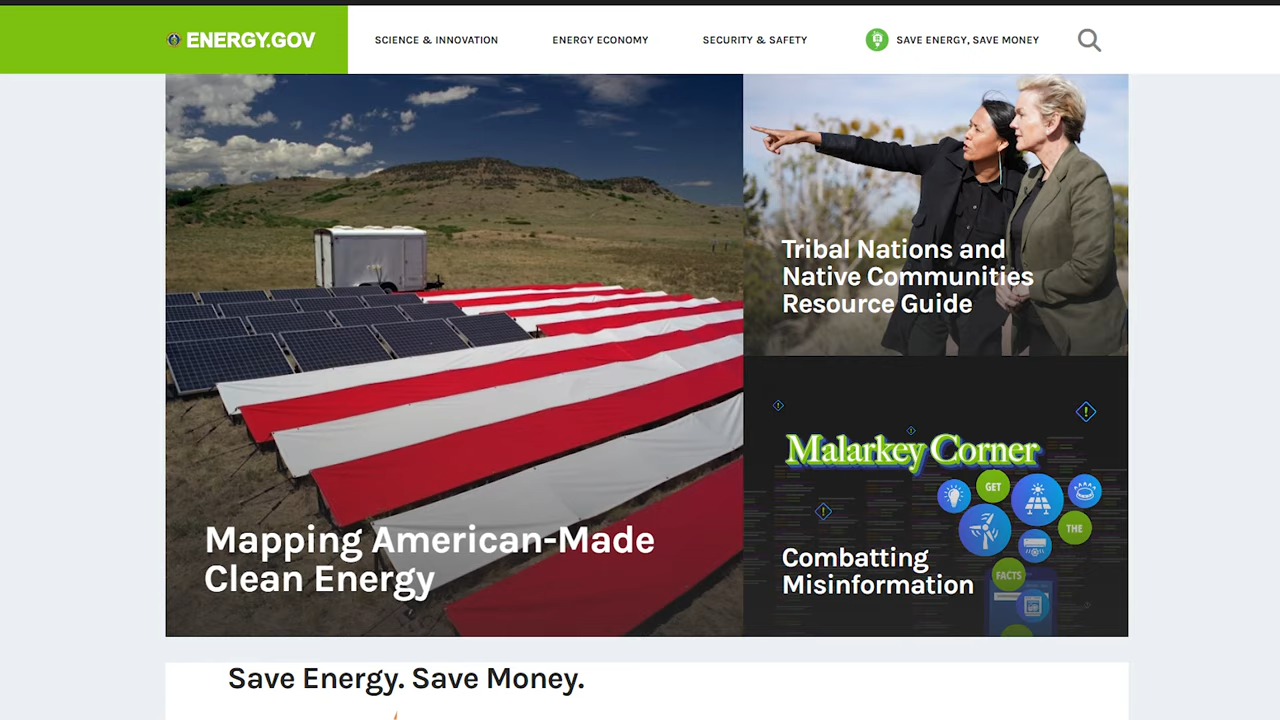 ENERGY.GOV
SCIENCE & INNOVATION
ENERGY ECONOMY
SECURITY & SAFETY
SAVE ENERGY, SAVE MONEY
Tribal Nations and
Native Communities
Resource Guide
Mapping American-Made
Clean Energy
Malarkey Corner
GET
THE
FACTS
Combatting
Misinformation
Save Energy. Save Money.